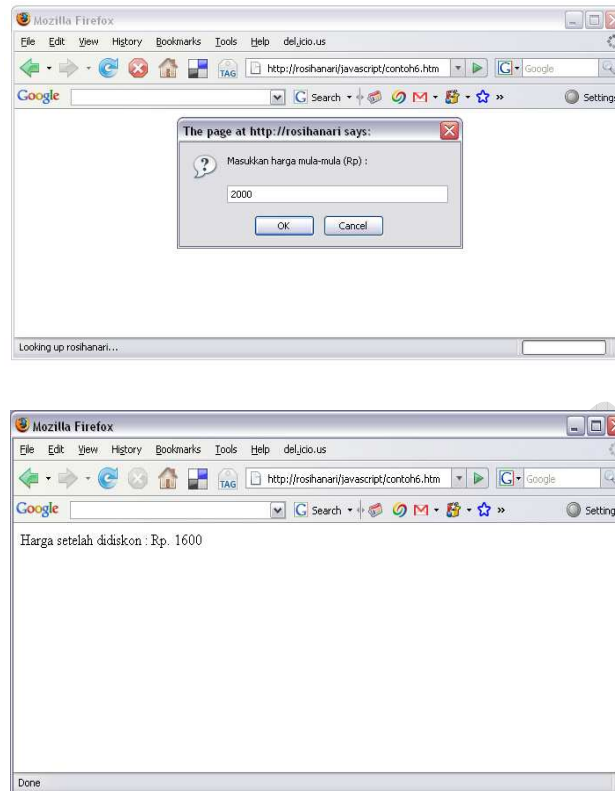 Mozilla Firefox
File Edit View History Bookmarks Tools Help del.icio.us
TAG http://rosihanari/javascript/contoh6.htm G Google
Google G Search Settings
The page at http://rosihanari says:
Masukkan harga mula-mula (Rp) :
2000
OK Cancel
Looking up rosihanari...
Mozilla Firefox
File Edit View History Bookmarks Tools Help del.icio.us
TAG http://rosihanari/javascript/contoh6.htm G Google
Google G Search Setting
Harga setelah didiskon : Rp. 1600
Done